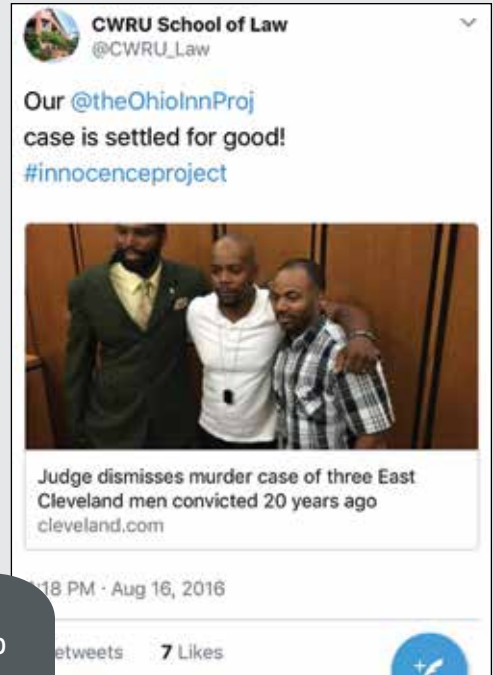 CWRU School of Law
@CWRU_Law
Our @theOhioInnProj
case is settled for good!
#innocenceproject
Judge dismisses murder case of three East
Cleveland men convicted 20 years ago
cleveland.com
:18 PM · Aug 16, 2016
etweets 7 Likes